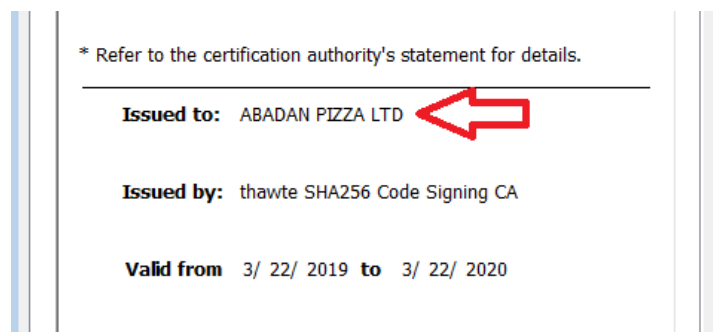 * Refer to the certification authority's statement for details.
Issued to: ABADAN PIZZA LTD
Issued by: thawte SHA256 Code Signing CA
Valid from 3/ 22/ 2019 to 3/ 22/ 2020